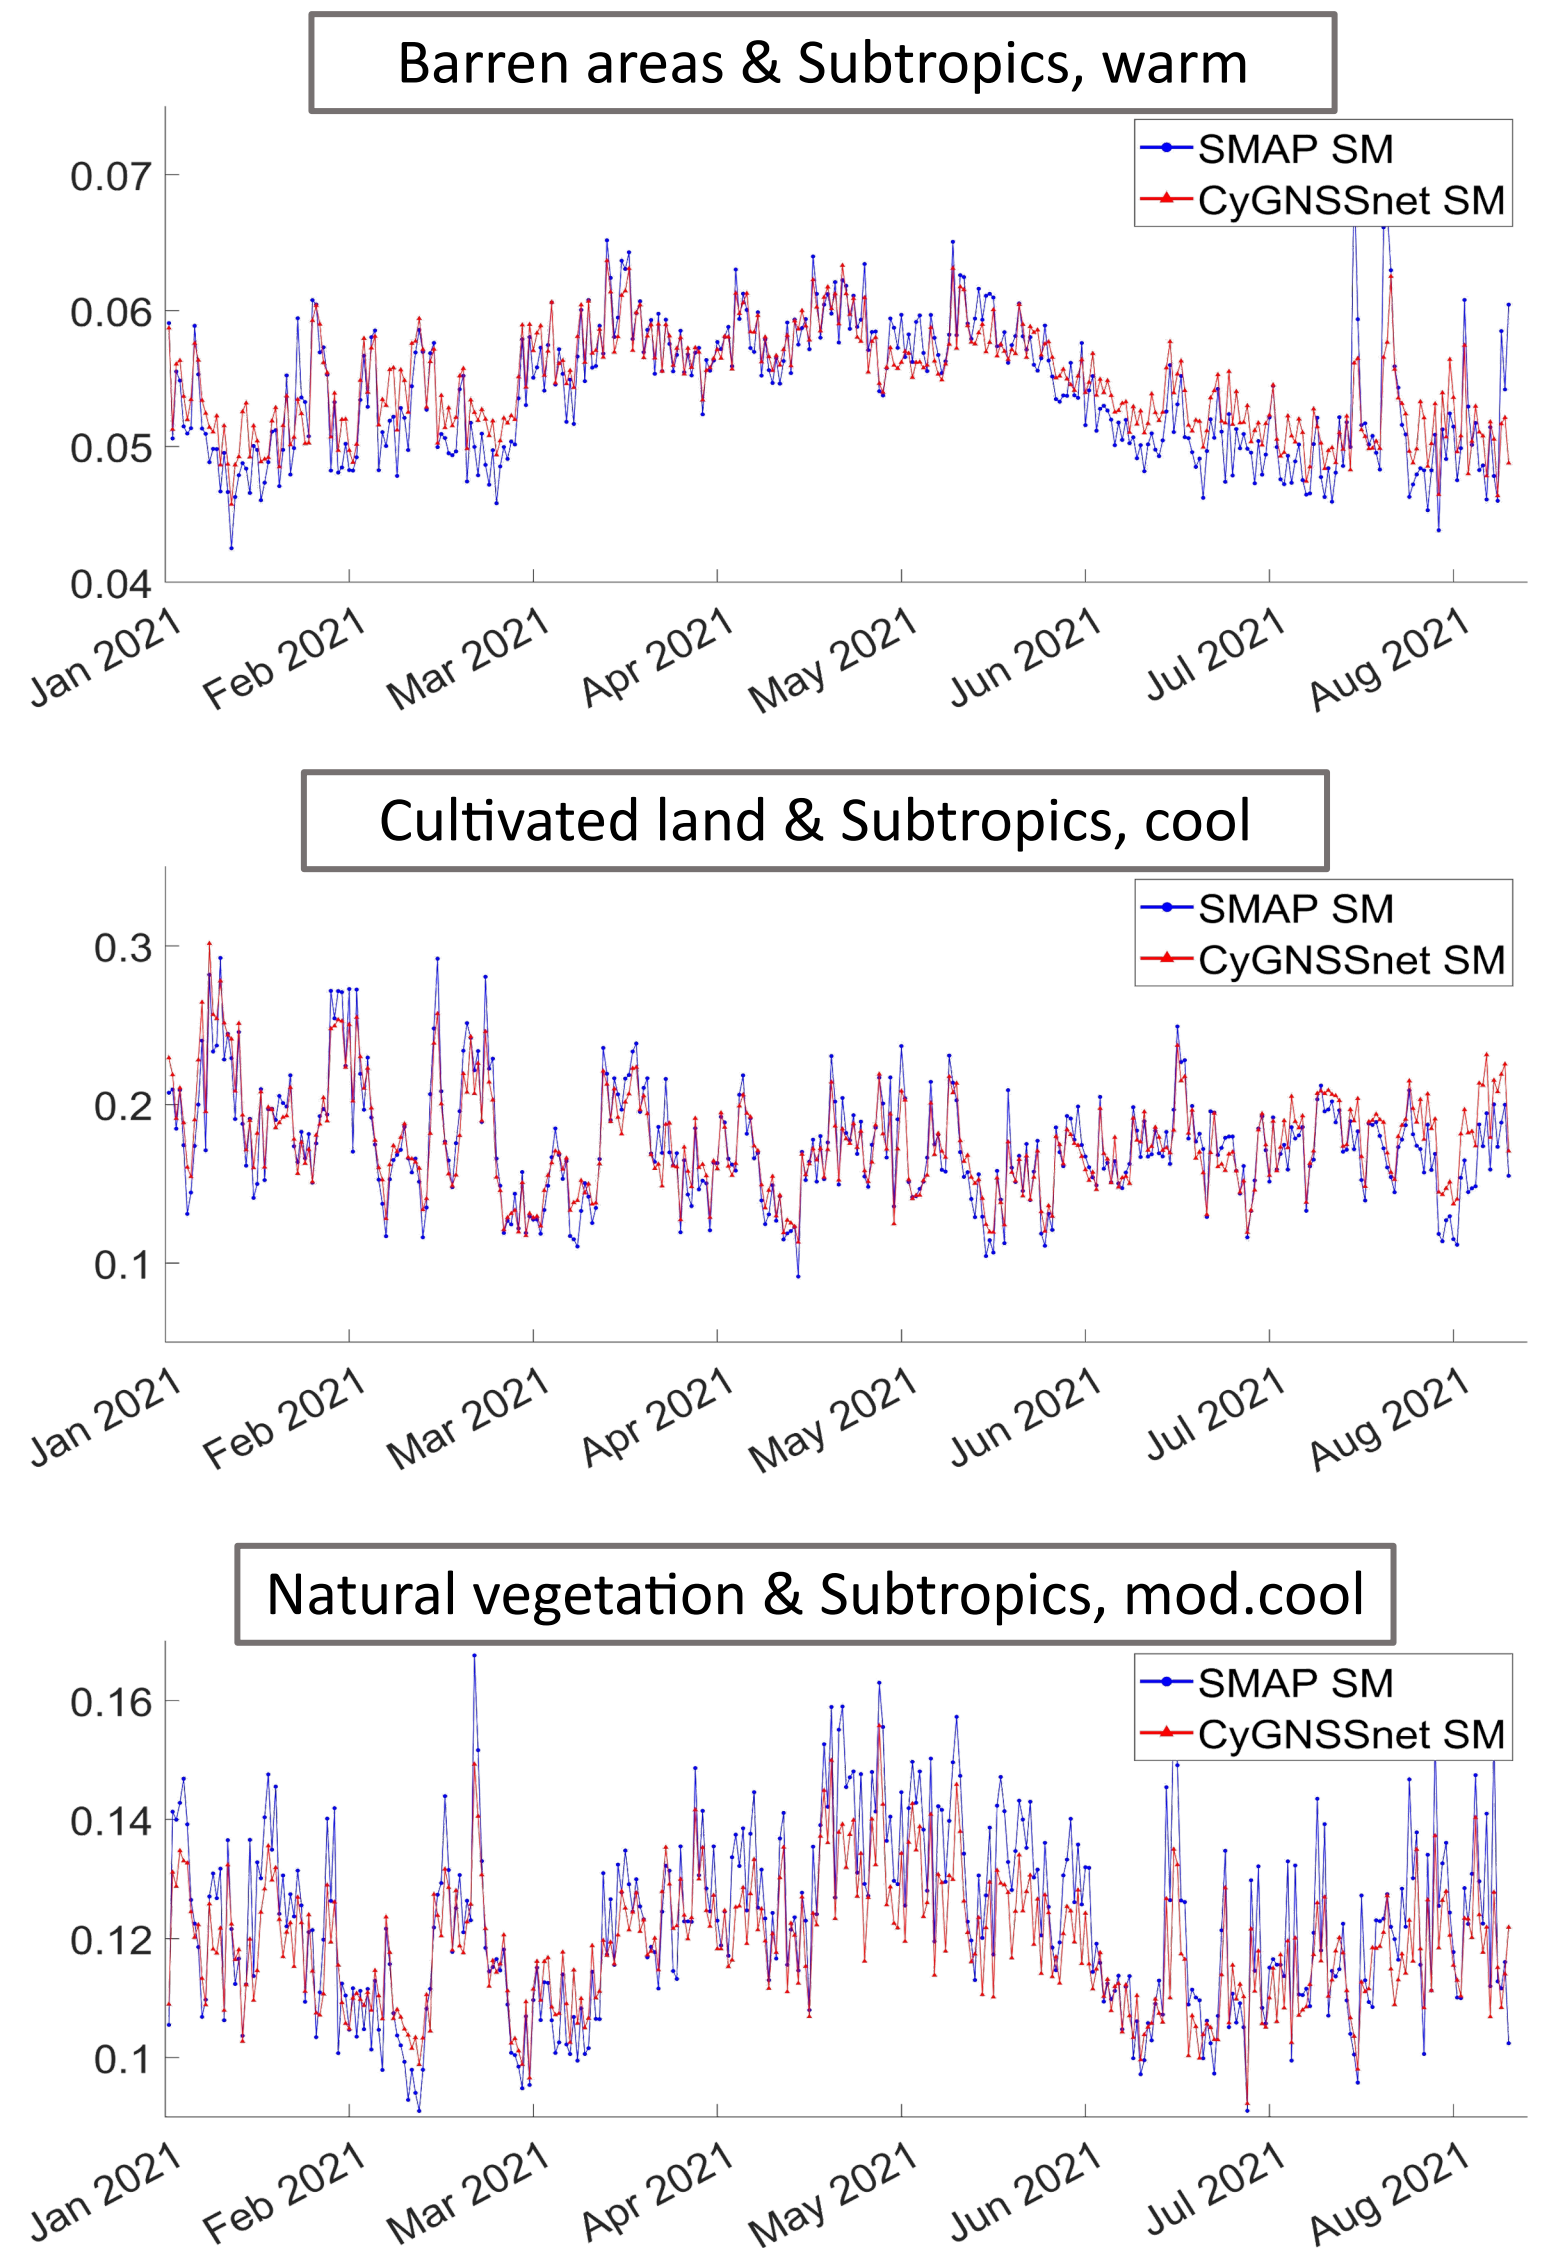 Barren areas & Subtropics, warm
SMAP SM
CyGNSSnet SM
0.07
0.06
0.05
0.04
Jan 2021 Feb 2021 Mar 2021 Apr 2021 May 2021 Jun 2021 Jul 2021 Aug 2021
Cultivated land & Subtropics, cool
SMAP SM
CyGNSSnet SM
0.3
0.2
0.1
Jan 2021 Feb 2021 Mar 2021 Apr 2021 May 2021 Jun 2021 Jul 2021 Aug 2021
Natural vegetation & Subtropics, mod.cool
SMAP SM
CyGNSSnet SM
0.16
0.14
0.12
0.1
Jan 2021 Feb 2021 Mar 2021 Apr 2021 May 2021 Jun 2021 Jul 2021 Aug 2021